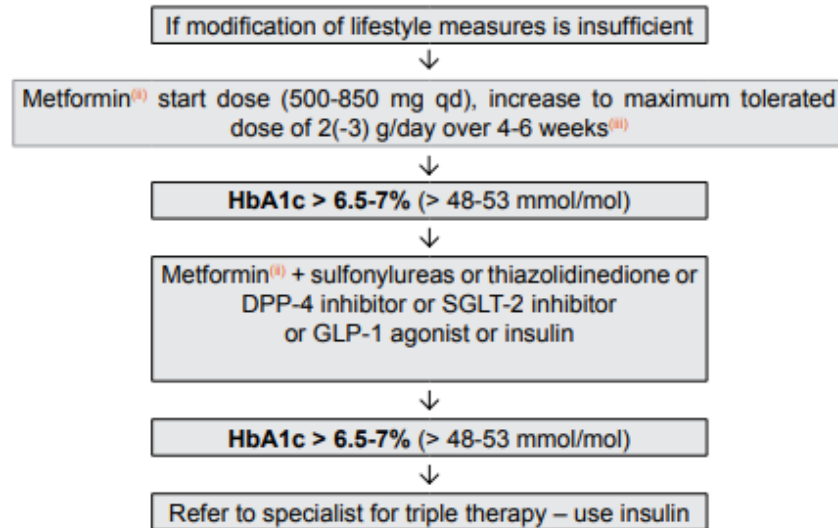 If modification of lifestyle measures is insufficient
Metformin(ii) start dose (500-850 mg qd), increase to maximum tolerated
dose of 2(-3) g/day over 4-6 weeks(iii)
HbA1c > 6.5-7% (> 48-53 mmol/mol)
Metformin(ii) + sulfonylureas or thiazolidinedione or
DPP-4 inhibitor or SGLT-2 inhibitor
or GLP-1 agonist or insulin
HbA1c > 6.5-7% (> 48-53 mmol/mol)
Refer to specialist for triple therapy – use insulin